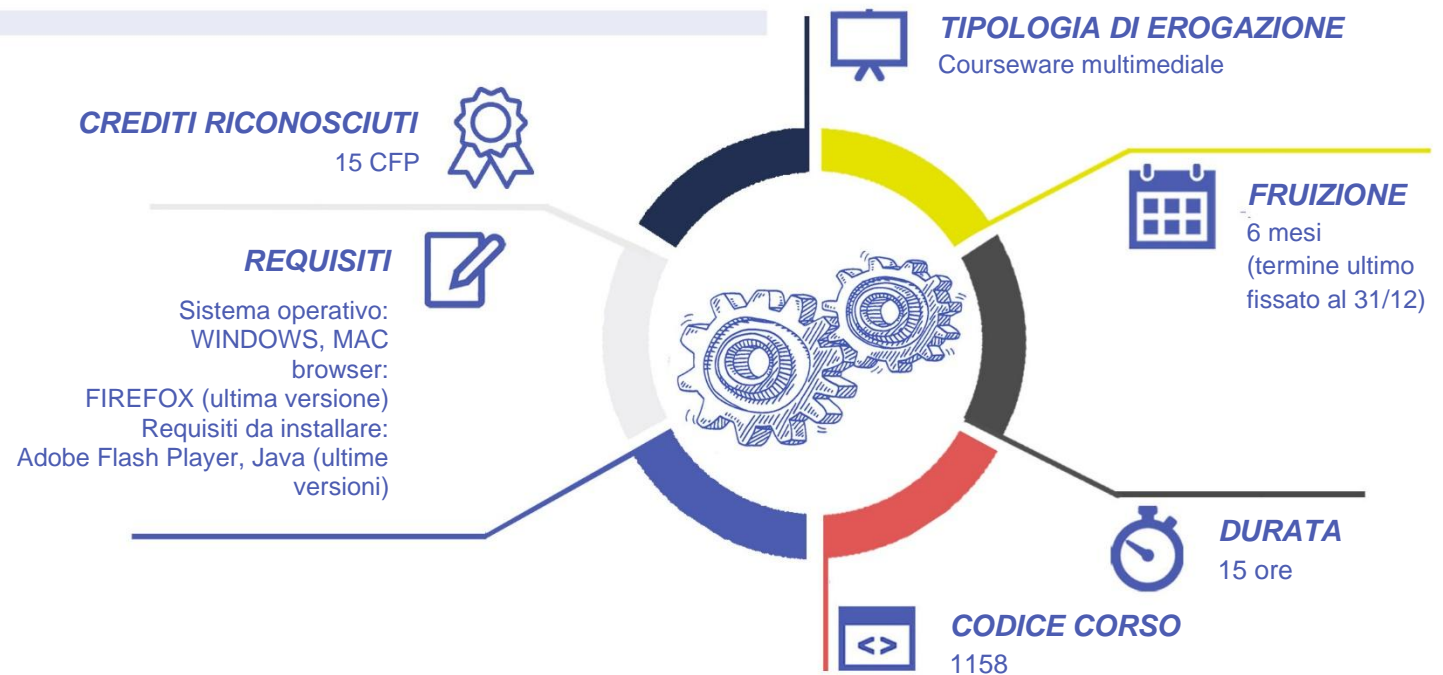 TIPOLOGIA DI EROGAZIONE
Courseware multimediale
CREDITI RICONOSCIUTI
15 CFP
FRUIZIONE
6 mesi
(termine ultimo
fissato al 31/12)
REQUISITI
Sistema operativo:
WINDOWS, MAC
browser:
FIREFOX (ultima versione)
Requisiti da installare:
Adobe Flash Player, Java (ultime
versioni)
DURATA
15 ore
<>
CODICE CORSO
1158